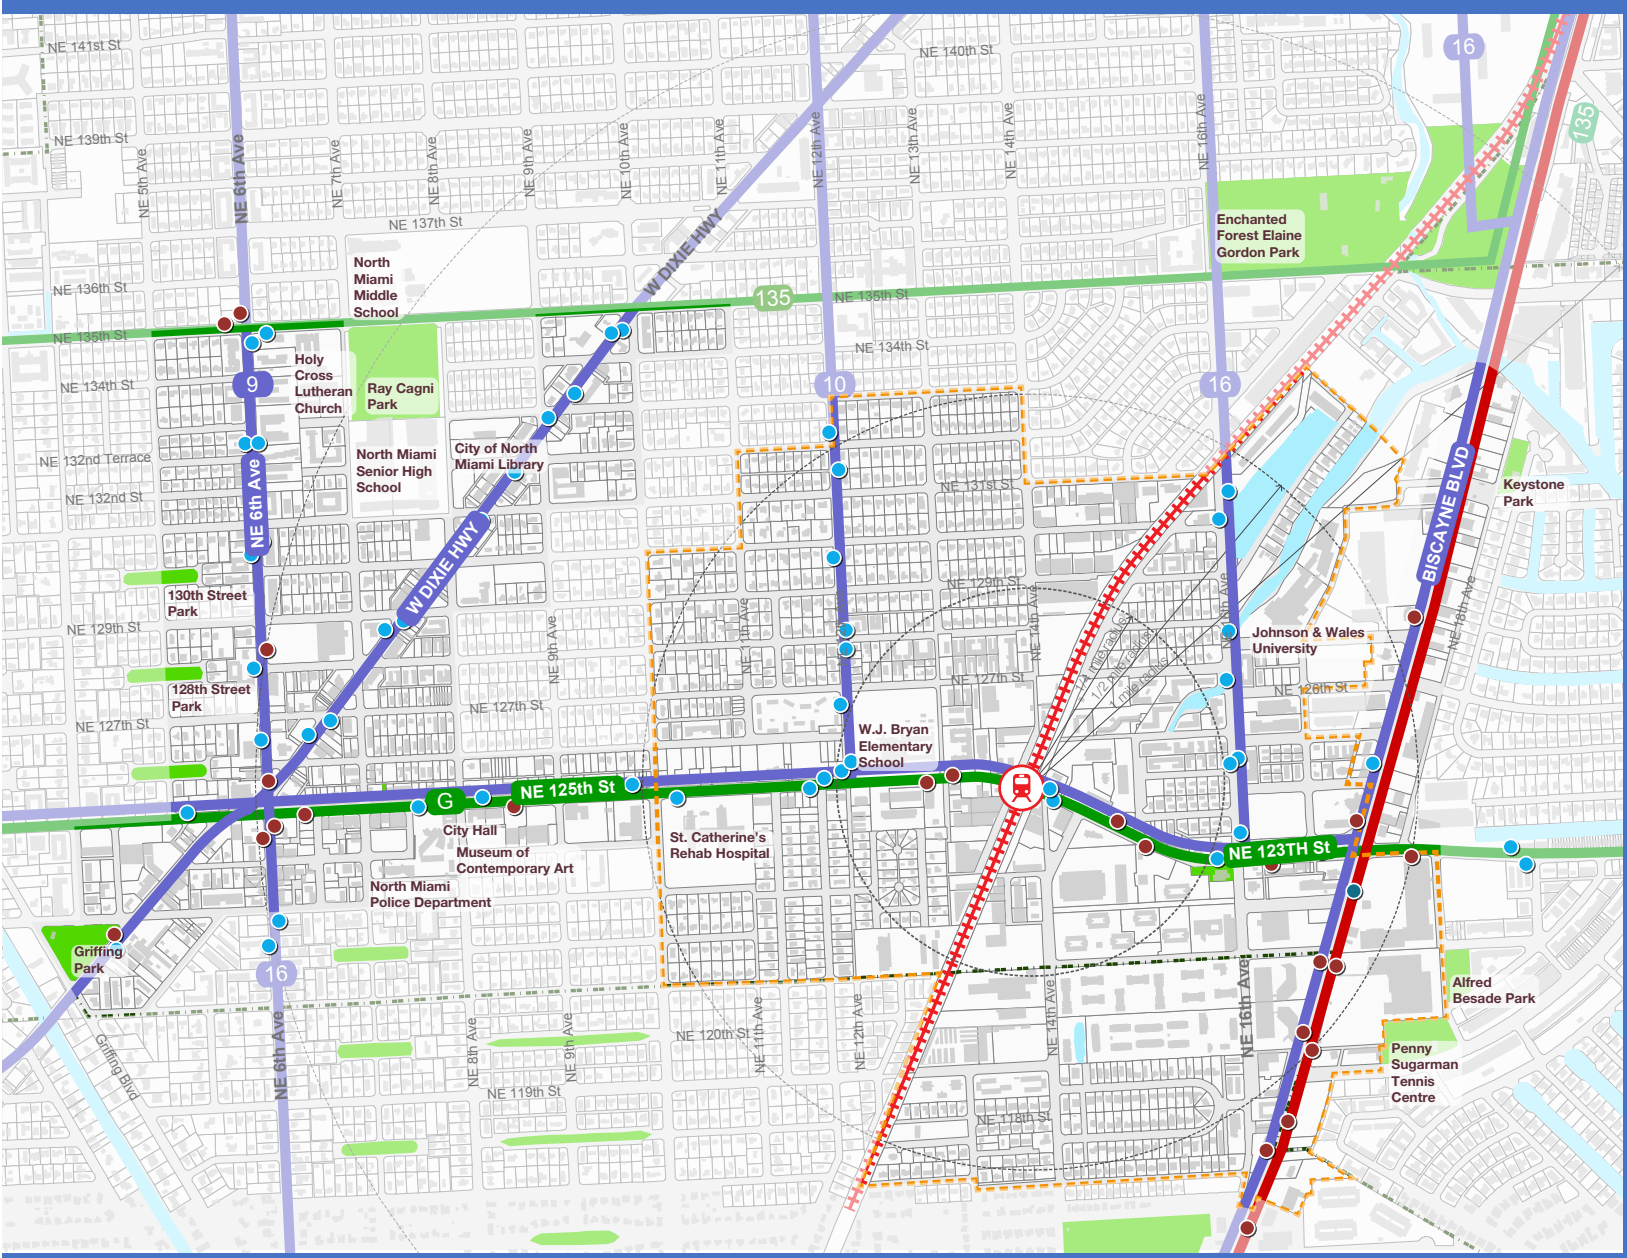 NE 141st St
NE 140th St
16
135
NE 139th St
NE 5th Ave
NE 6th Ave
NE 7th Ave
NE 8th Ave
NE 9th Ave
NE 10th Ave
NE 11th Ave
NE 12th Ave
NE 13th Ave
NE 14th Ave
NE 16th Ave
NE 137th St
W DIXIE HWY
Enchanted
Forest Elaine
Gordon Park
North
Miami
Middle
School
NE 136th St
135
NE 135th St
NE 135th St
NE 134th St
Holy
Cross
Lutheran
Church
NE 134th St
9
Ray Cagni
Park
10
16
NE 132nd Terrace
North Miami
Senior High
School
City of North
Miami Library
NE 132nd St
NE 6th Ave
NE 131st St
Keystone
Park
BISCAYNE BLVD
W DIXIE HWY
130th Street
Park
NE 129th St
NE 129th St
NE 9th Ave
NE 11th Ave
NE 14th Ave
NE 18th Ave
1/4 mile radius
1/2 mile radius
1 mile radius
Johnson & Wales
University
128th Street
Park
NE 127th St
NE 127th St
NE 127th St
NE 126th St
W.J. Bryan
Elementary
School
G
NE 125th St
City Hall
Museum of
Contemporary Art
St. Catherine's
Rehab Hospital
NE 123TH St
North Miami
Police Department
Griffing
Park
16
NE 16th Ave
Alfred
Besade Park
Griffing Blvd
NE 6th Ave
NE 8th Ave
NE 9th Ave
NE 120th St
NE 11th Ave
NE 12th Ave
NE 14th Ave
Penny
Sugarman
Tennis
Centre
NE 119th St
NE 118th St